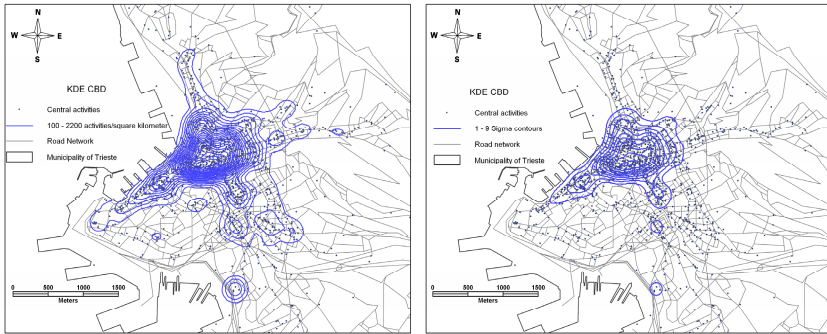 N
W E
S
KDE CBD
Central activities
100 - 2200 activities/square kilometer
Road Network
Municipality of Trieste
0 500 1000 1500
Meters
N
W E
S
KDE CBD
Central activities
1 - 9 Sigma contours
Road network
Municipality of Trieste
0 500 1000 1500
Meters